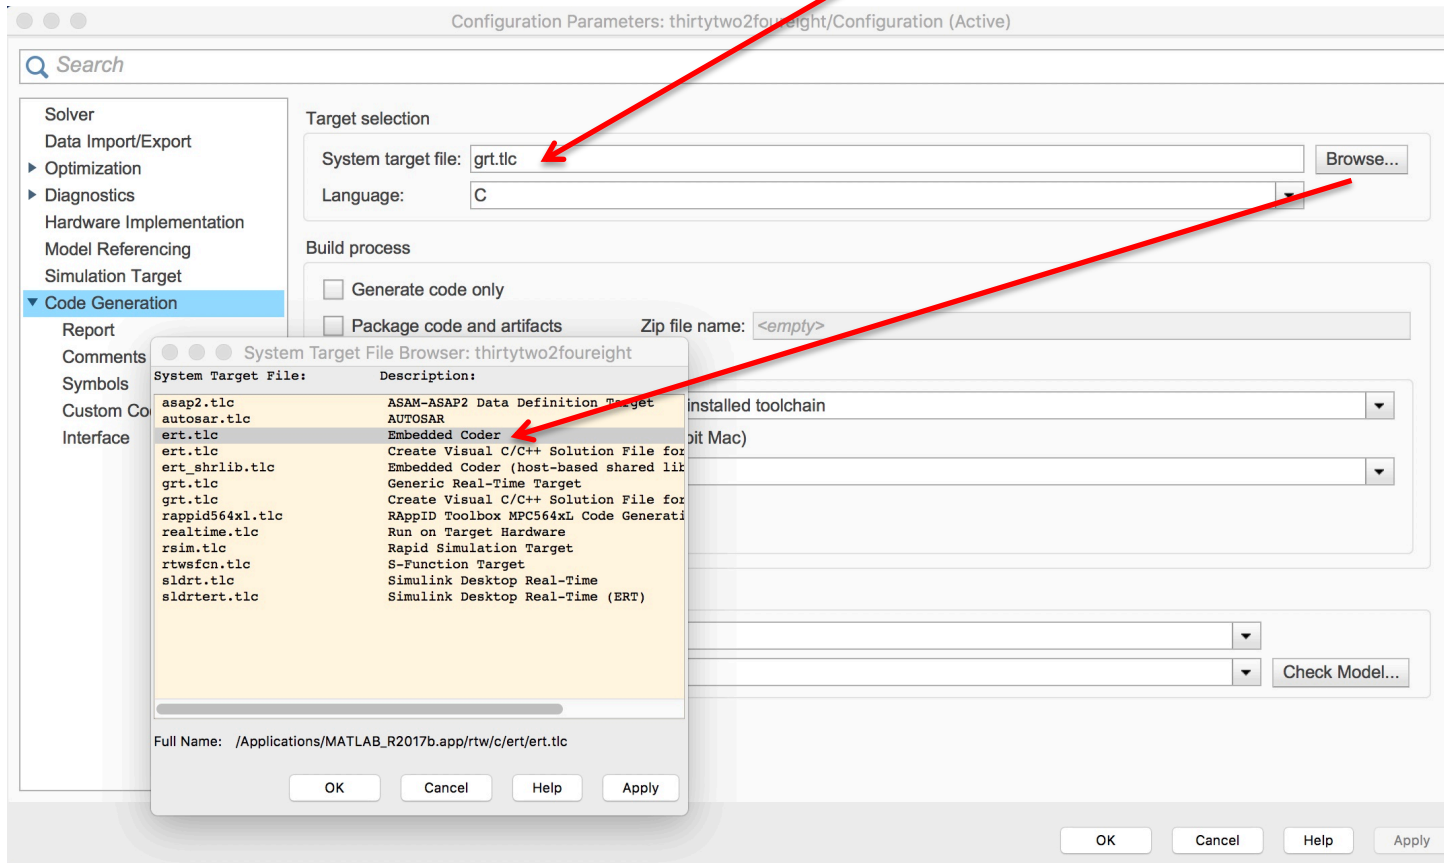 Configuration Parameters: thirtytwo2foureight/Configuration (Active)
Search
Solver
Data Import/Export
Optimization
Diagnostics
Hardware Implementation
Model Referencing
Simulation Target
Code Generation
Report
Comments
Symbols
Custom Co
Interface
Target selection
System target file: grt.tlc Browse...
Language: C
Build process
Generate code only
Package code and artifacts Zip file name: <empty>
installed toolchain
bit Mac)
Check Model...
System Target File Browser: thirtytwo2foureight
System Target File: Description:
asap2.tlc ASAM-ASAP2 Data Definition Target
autosar.tlc AUTOSAR
ert.tlc Embedded Coder
ert.tlc Create Visual C/C++ Solution File for
ert_shrlib.tlc Embedded Coder (host-based shared lib
grt.tlc Generic Real-Time Target
grt.tlc Create Visual C/C++ Solution File for
rappid564xl.tlc RAppID Toolbox MPC564xL Code Generati
realtime.tlc Run on Target Hardware
rsim.tlc Rapid Simulation Target
rtwsfcn.tlc S-Function Target
sldrt.tlc Simulink Desktop Real-Time
sldrtert.tlc Simulink Desktop Real-Time (ERT)
Full Name: /Applications/MATLAB_R2017b.app/rtw/c/ert/ert.tlc
OK Cancel Help Apply
OK Cancel Help Apply